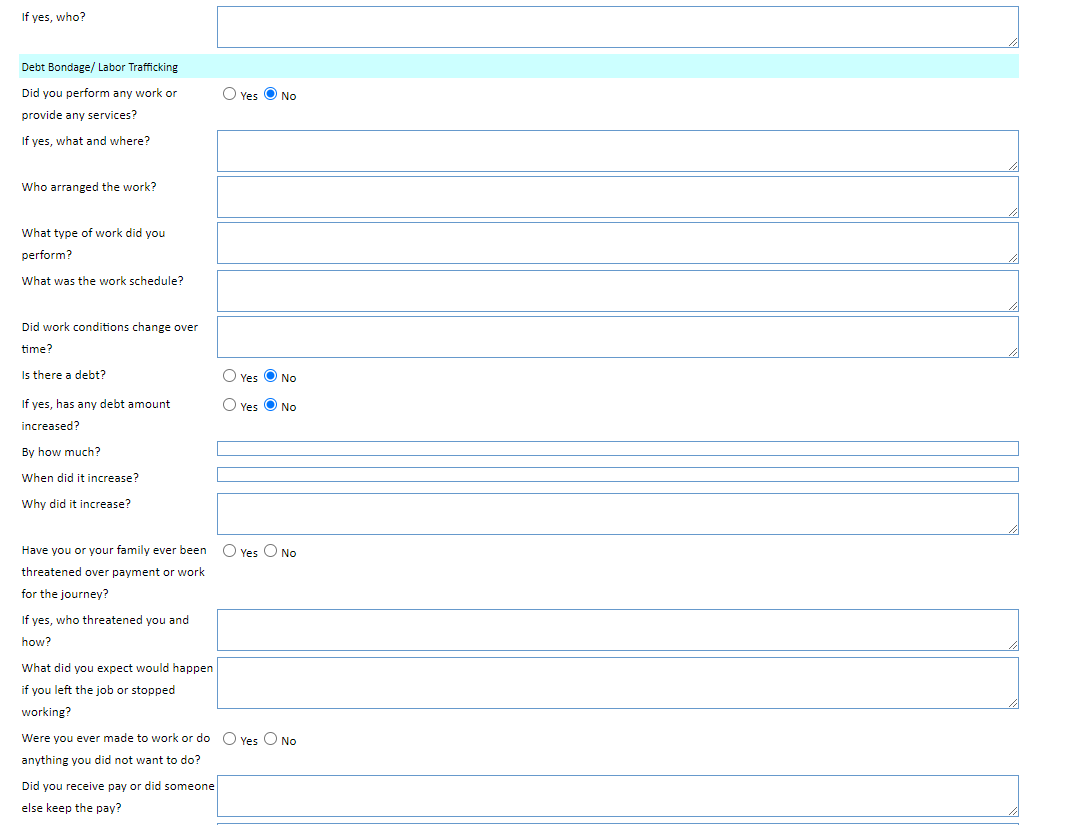 If yes, who?
Debt Bondage/ Labor Trafficking
Did you perform any work or
provide any services?
Yes No
If yes, what and where?
Who arranged the work?
What type of work did you
perform?
What was the work schedule?
Did work conditions change over
time?
Is there a debt?
Yes No
If yes, has any debt amount
increased?
Yes No
By how much?
When did it increase?
Why did it increase?
Have you or your family ever been
threatened over payment or work
for the journey?
Yes No
If yes, who threatened you and
how?
What did you expect would happen
if you left the job or stopped
working?
Were you ever made to work or do
anything you did not want to do?
Yes No
Did you receive pay or did someone
else keep the pay?